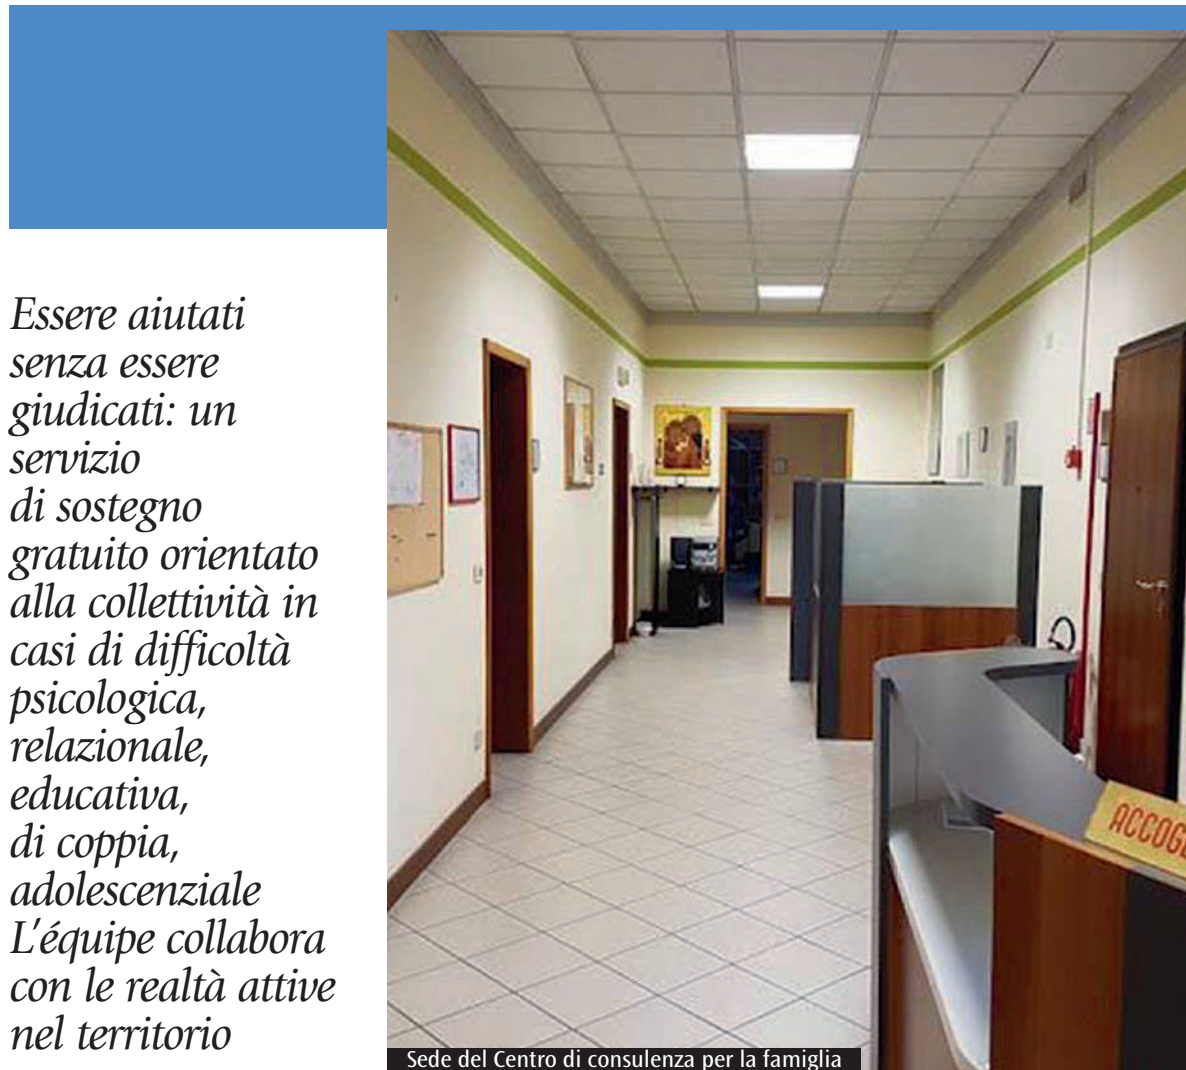 Essere aiutati
senza essere
giudicati: un
servizio
di sostegno
gratuito orientato
alla collettività in
casi di difficoltà
psicologica,
relazionale,
educativa,
di coppia,
adolescenziale
L'équipe collabora
con le realtà attive
nel territorio
ACCOG
Sede del Centro di consulenza per la famiglia